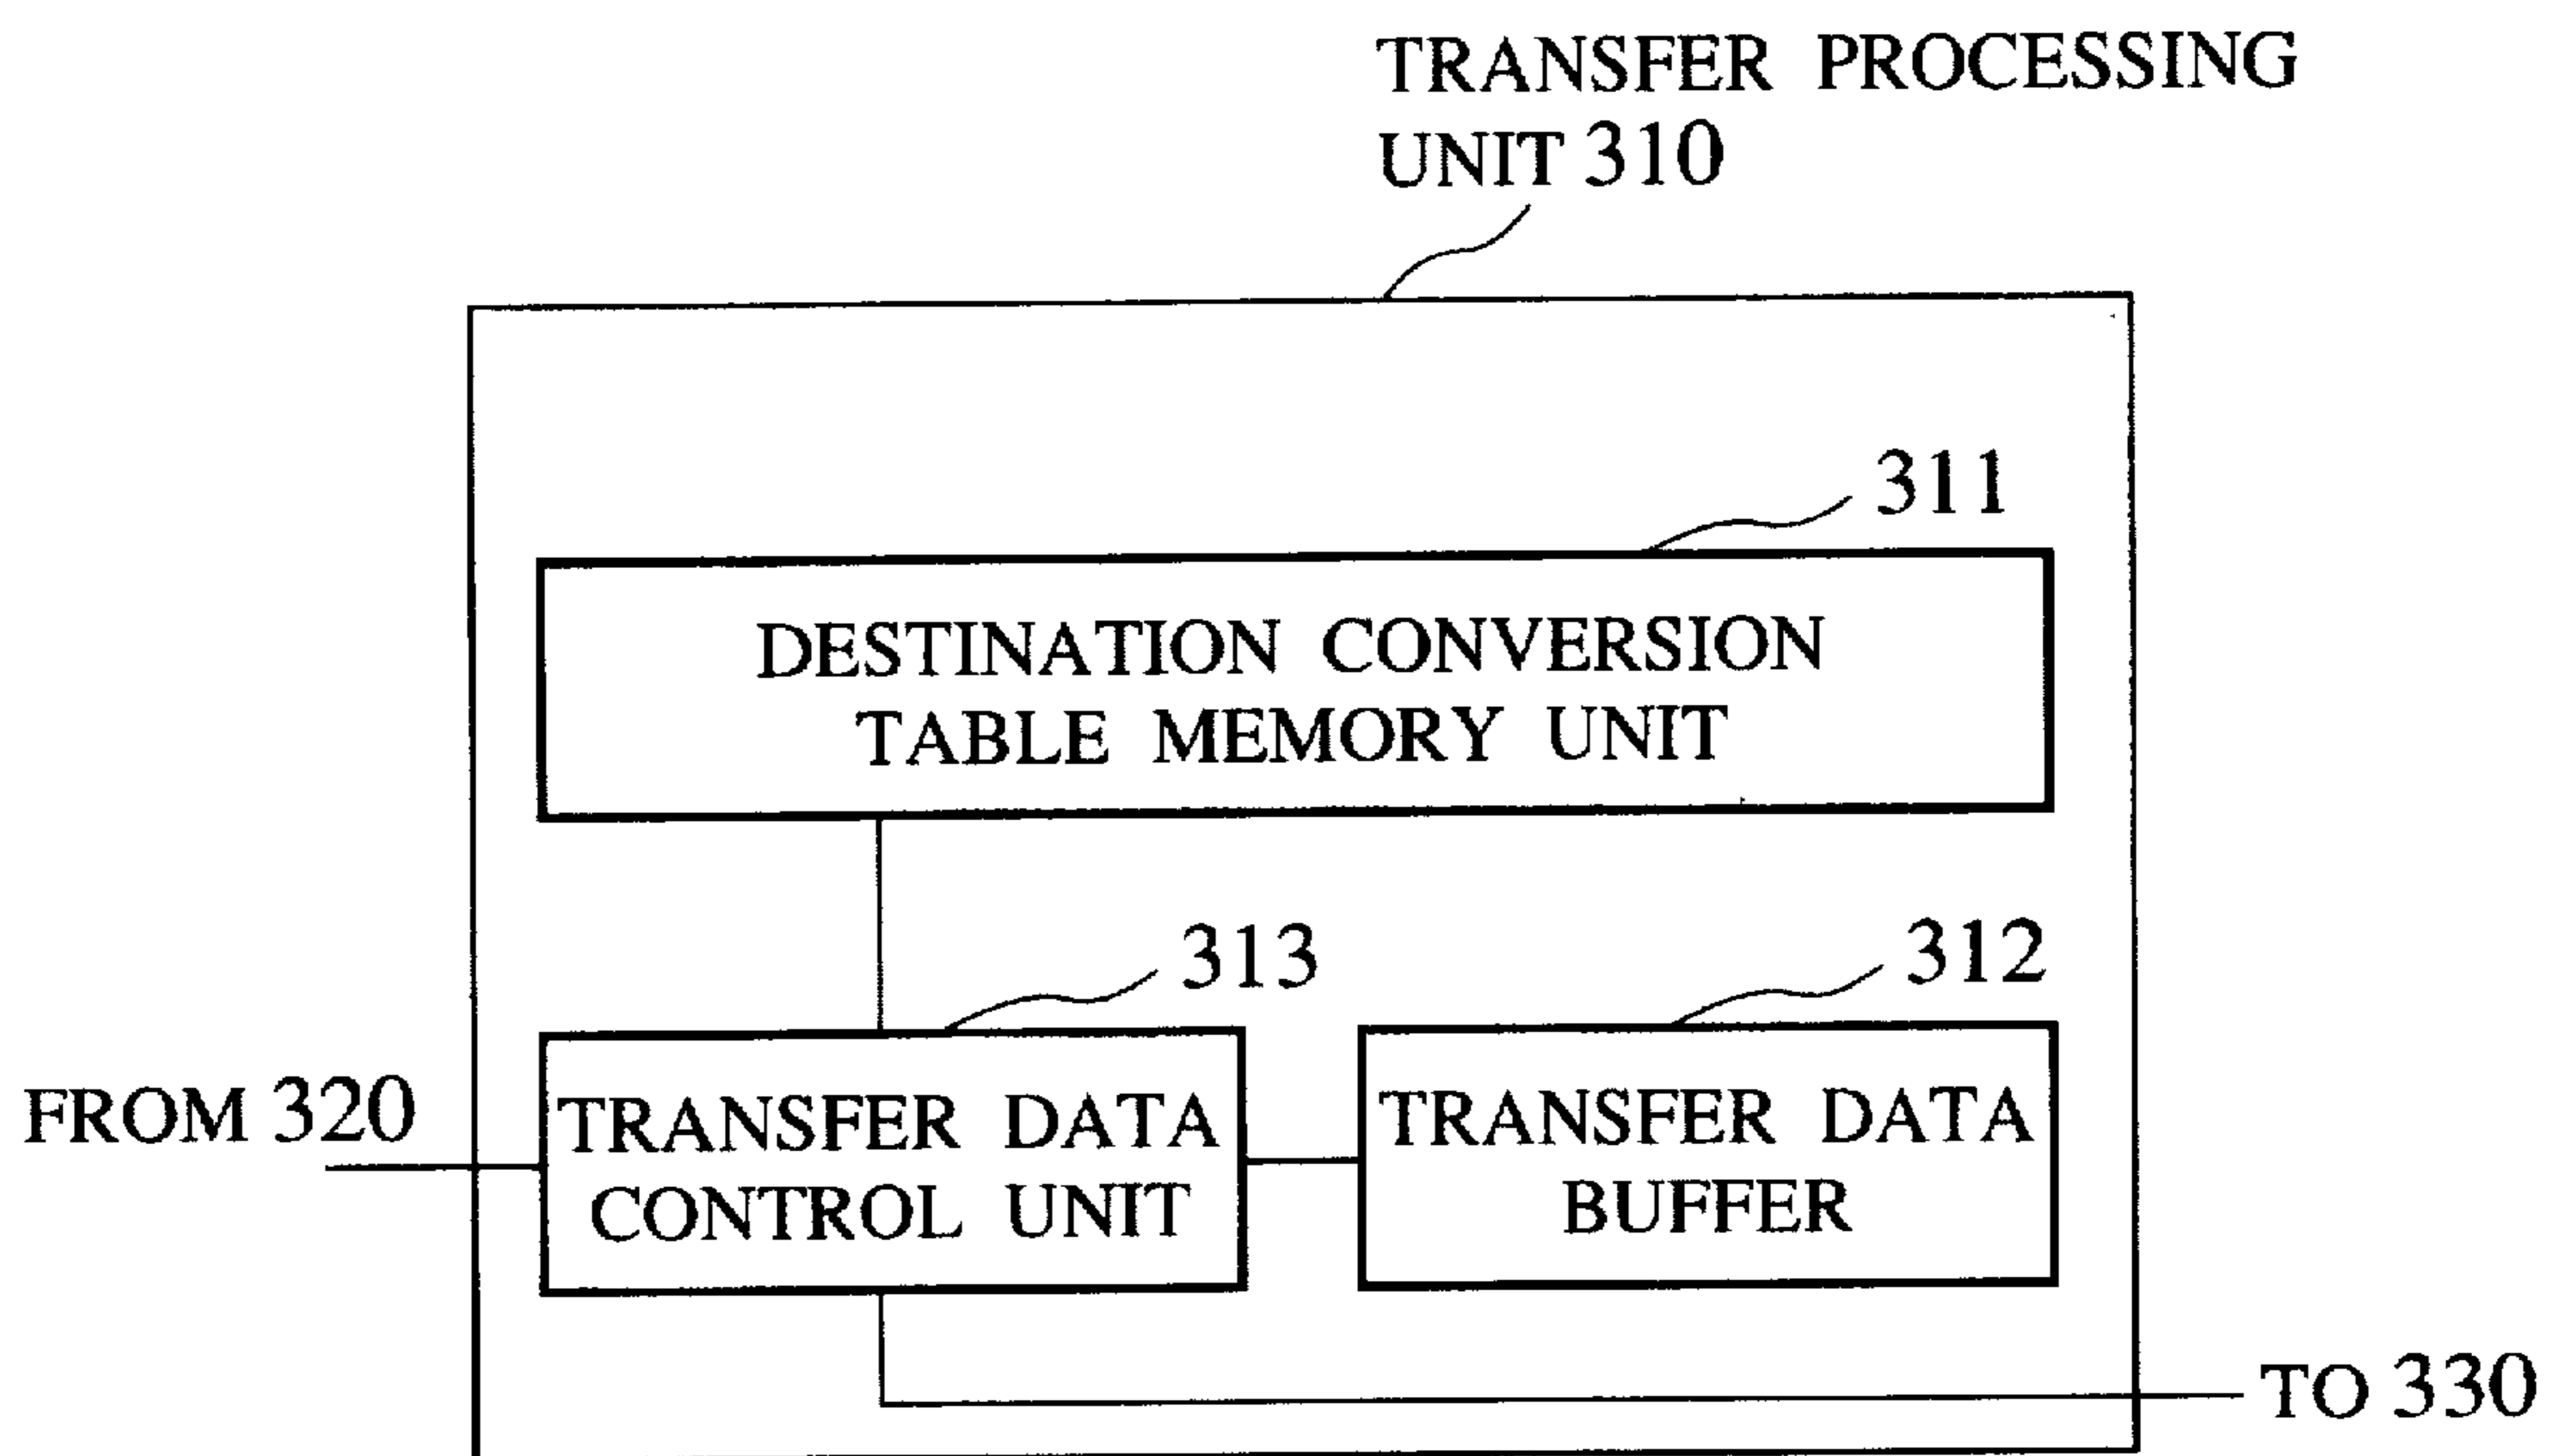 TRANSFER PROCESSING
UNIT 310
311
DESTINATION CONVERSION
TABLE MEMORY UNIT
313
312
FROM 320
TRANSFER DATA
CONTROL UNIT
TRANSFER DATA
BUFFER
TO 330